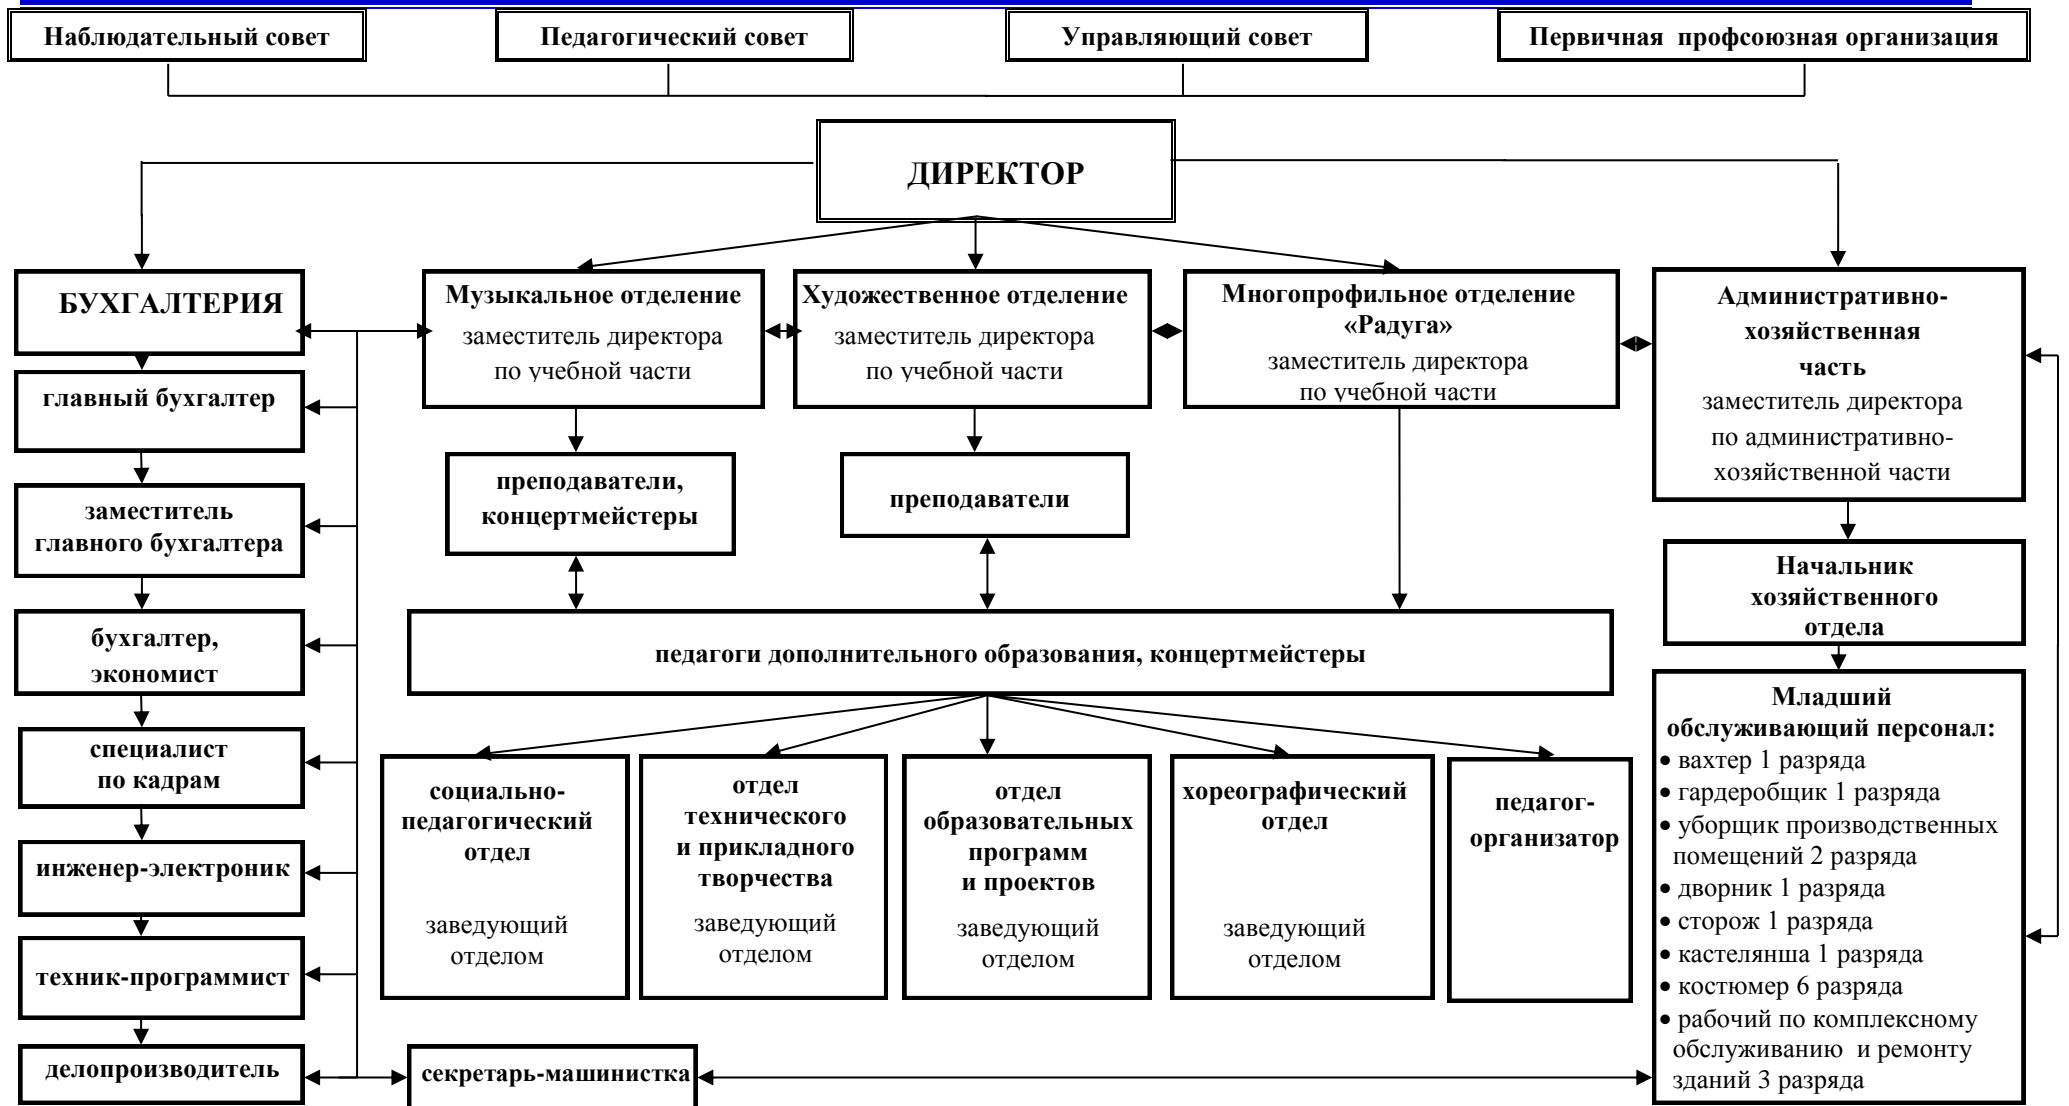 Наблюдательный совет
Педагогический совет
Управляющий совет
Первичная профсоюзная организация
ДИРЕКТОР
БУХГАЛТЕРИЯ
Музыкальное отделение
заместитель директора
по учебной части
Художественное отделение
заместитель директора
по учебной части
Многопрофильное отделение
«Радуга»
заместитель директора
по учебной части
Административно-
хозяйственная
часть
заместитель директора
по административно-
хозяйственной части
главный бухгалтер
заместитель
главного бухгалтера
бухгалтер,
экономист
специалист
по кадрам
инженер-электроник
техник-программист
делопроизводитель
преподаватели,
концертмейстеры
преподаватели
педагоги дополнительного образования, концертмейстеры
социально-
педагогический
отдел
заведующий
отделом
отдел
технического
и прикладного
творчества
заведующий
отделом
отдел
образовательных
программ
и проектов
заведующий
отделом
хореографический
отдел
заведующий
отделом
педагог-
организатор
секретарь-машинистка
Начальник
хозяйственного
отдела
Младший
обслуживающий персонал:
• вахтер 1 разряда
• гардеробщик 1 разряда
• уборщик производственных
помещений 2 разряда
• дворник 1 разряда
• сторож 1 разряда
• кастелянша 1 разряда
• костюмер 6 разряда
• рабочий по комплексному
обслуживанию и ремонту
зданий 3 разряда